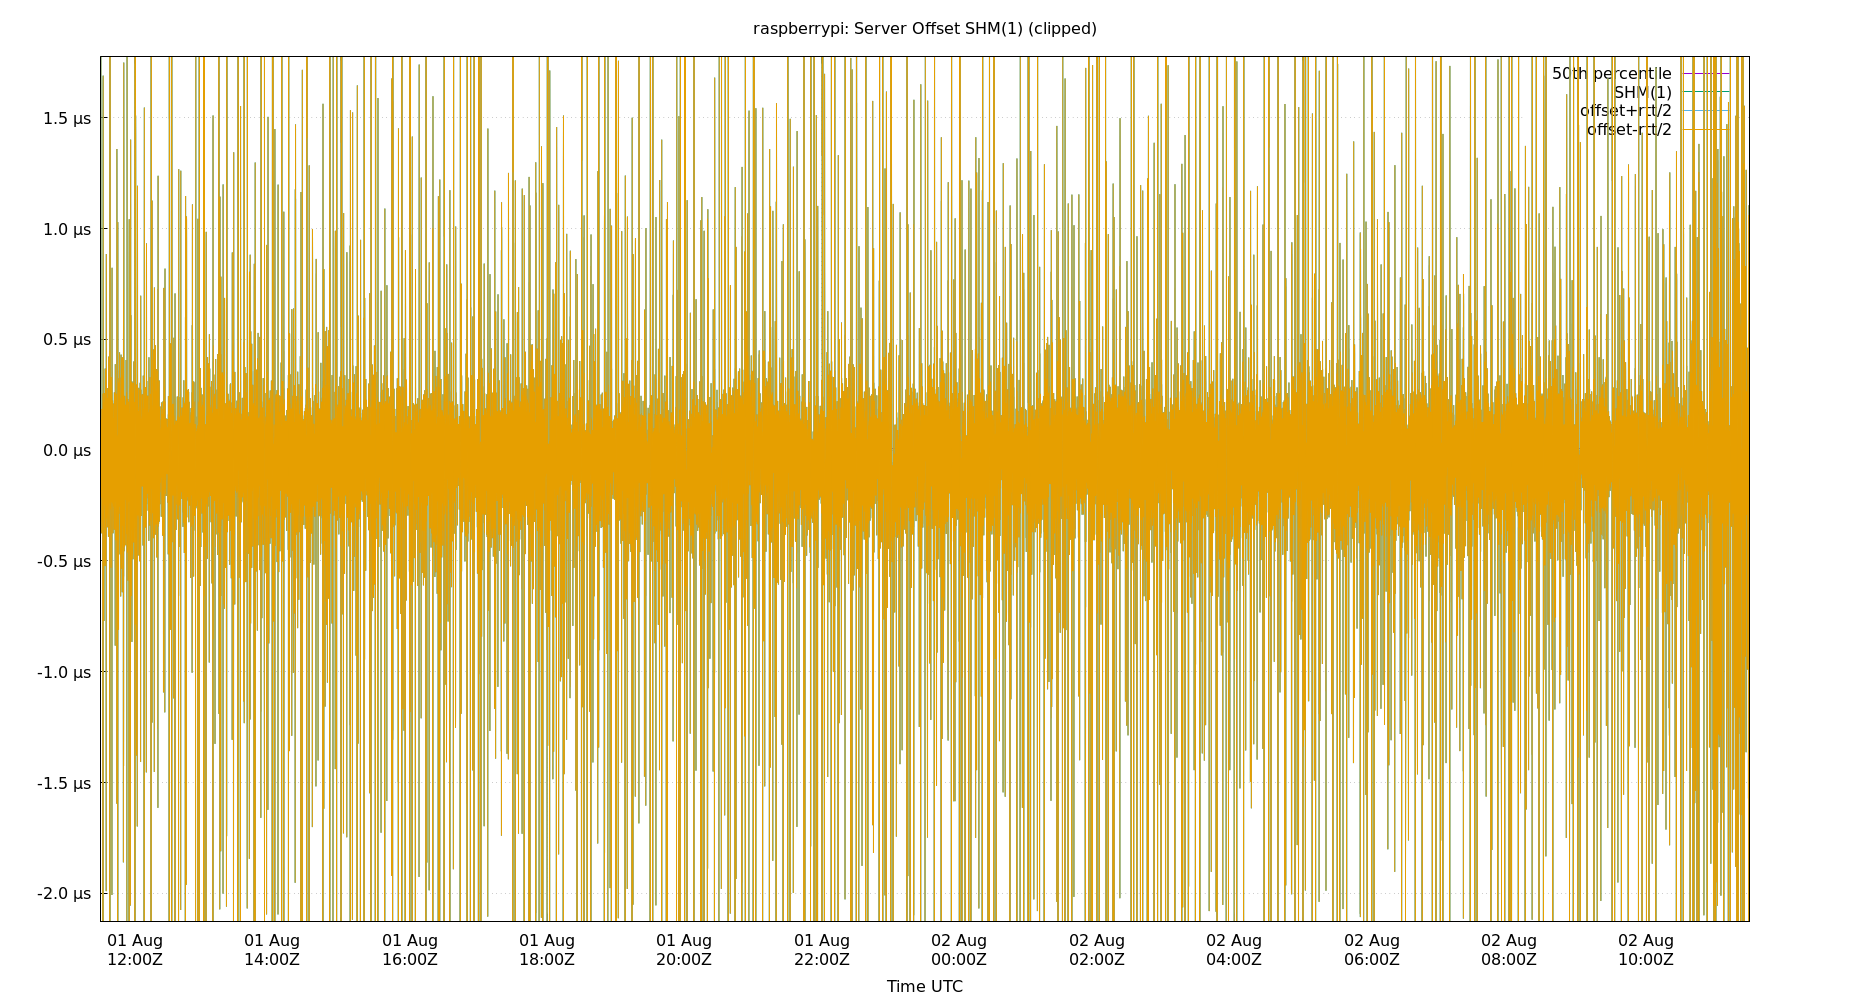 raspberrypi: Server Offset SHM(1) (clipped)
50th percentile
SHM(1)
offset+rtt/2
offset-rtt/2
1.5 µs
1.0 µs
0.5 µs
0.0 µs
-0.5 µs
-1.0 µs
-1.5 µs
-2.0 µs
01 Aug 01 Aug 01 Aug 01 Aug 01 Aug 01 Aug 02 Aug 02 Aug 02 Aug 02 Aug 02 Aug 02 Aug
12:00Z 14:00Z 16:00Z 18:00Z 20:00Z 22:00Z 00:00Z 02:00Z 04:00Z 06:00Z 08:00Z 10:00Z
Time UTC